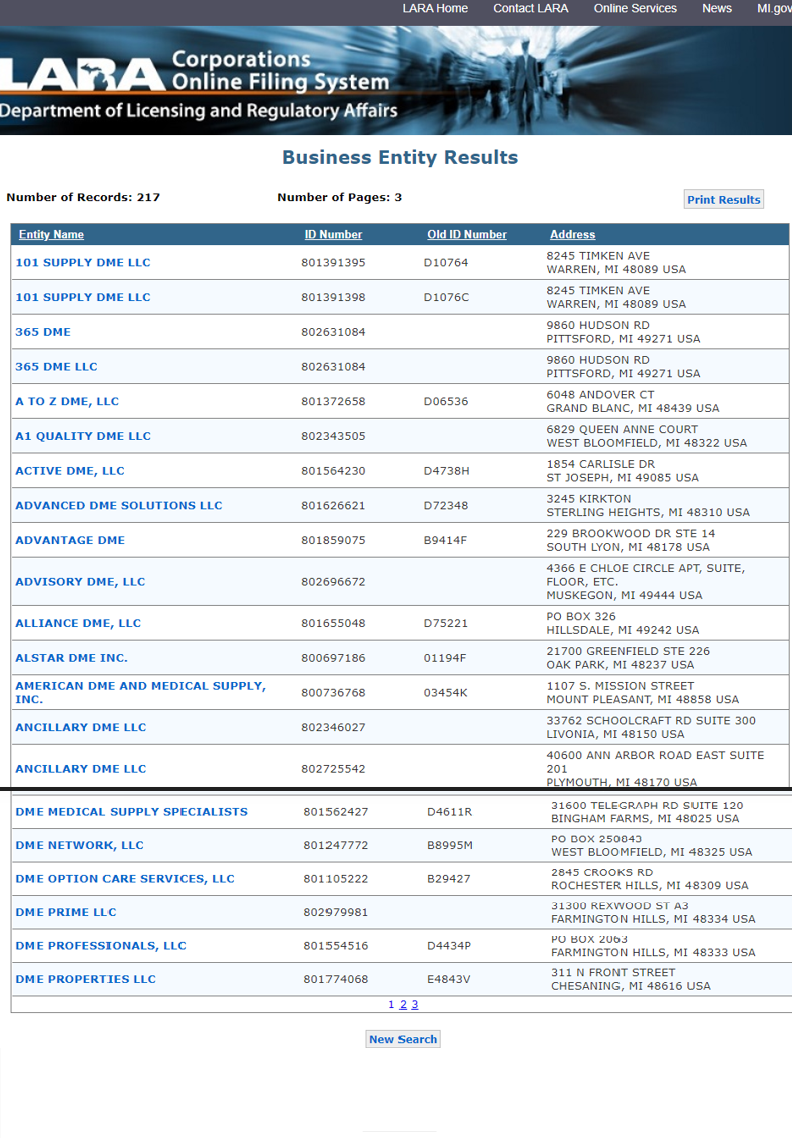 LARA Home Contact LARA Online Services News MI.gov
LARA Corporations
Online Filing System
Department of Licensing and Regulatory Affairs
Business Entity Results
Number of Records: 217 Number of Pages: 3 Print Results
Entity Name ID Number Old ID Number Address
101 SUPPLY DME LLC 801391395 D10764 8245 TIMKEN AVE
WARREN, MI 48089 USA
101 SUPPLY DME LLC 801391398 D1076C 8245 TIMKEN AVE
WARREN, MI 48089 USA
365 DME 802631084 9860 HUDSON RD
PITTSFORD, MI 49271 USA
365 DME LLC 802631084 9860 HUDSON RD
PITTSFORD, MI 49271 USA
A TO Z DME, LLC 801372658 D06536 6048 ANDOVER CT
GRAND BLANC, MI 48439 USA
A1 QUALITY DME LLC 802343505 6829 QUEEN ANNE COURT
WEST BLOOMFIELD, MI 48322 USA
ACTIVE DME, LLC 801564230 D4738H 1854 CARLISLE DR
ST JOSEPH, MI 49085 USA
ADVANCED DME SOLUTIONS LLC 801626621 D72348 3245 KIRKTON
STERLING HEIGHTS, MI 48310 USA
ADVANTAGE DME 801859075 B9414F 229 BROOKWOOD DR STE 14
SOUTH LYON, MI 48178 USA
ADVISORY DME, LLC 802696672 4366 E CHLOE CIRCLE APT, SUITE,
FLOOR, ETC.
MUSKEGON, MI 49444 USA
ALLIANCE DME, LLC 801655048 D75221 PO BOX 326
HILLSDALE, MI 49242 USA
ALSTAR DME INC. 800697186 01194F 21700 GREENFIELD STE 226
OAK PARK, MI 48237 USA
AMERICAN DME AND MEDICAL SUPPLY,
INC. 800736768 03454K 1107 S. MISSION STREET
MOUNT PLEASANT, MI 48858 USA
ANCILLARY DME LLC 802346027 33762 SCHOOLCRAFT RD SUITE 300
LIVONIA, MI 48150 USA
ANCILLARY DME LLC 802725542 40600 ANN ARBOR ROAD EAST SUITE
201
PLYMOUTH, MI 48170 USA
DME MEDICAL SUPPLY SPECIALISTS 801562427 D4611R 31600 TELEGRAPH RD SUITE 120
BINGHAM FARMS, MI 48025 USA
DME NETWORK, LLC 801247772 B8995M PO BOX 250843
WEST BLOOMFIELD, MI 48325 USA
DME OPTION CARE SERVICES, LLC 801105222 B29427 2845 CROOKS RD
ROCHESTER HILLS, MI 48309 USA
DME PRIME LLC 802979981 31300 REXWOOD ST A3
FARMINGTON HILLS, MI 48334 USA
DME PROFESSIONALS, LLC 801554516 D4434P PO BOX 2063
FARMINGTON HILLS, MI 48333 USA
DME PROPERTIES LLC 801774068 E4843V 311 N FRONT STREET
CHESANING, MI 48616 USA
1 2 3
New Search